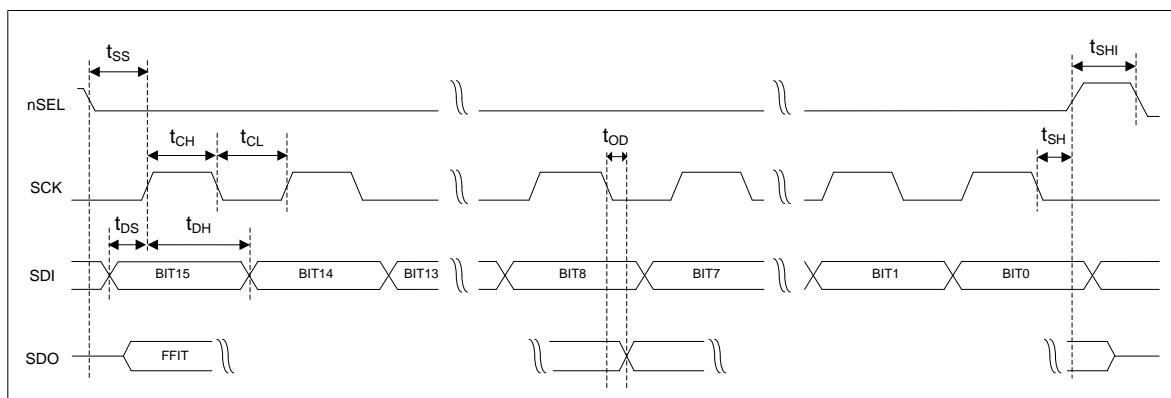 tSS
tSHI
nSEL
tCH
tCL
tOD
tSH
SCK
tDS
tDH
SDI
BIT15
BIT14
BIT13
BIT8
BIT7
BIT1
BIT0
SDO
FFIT